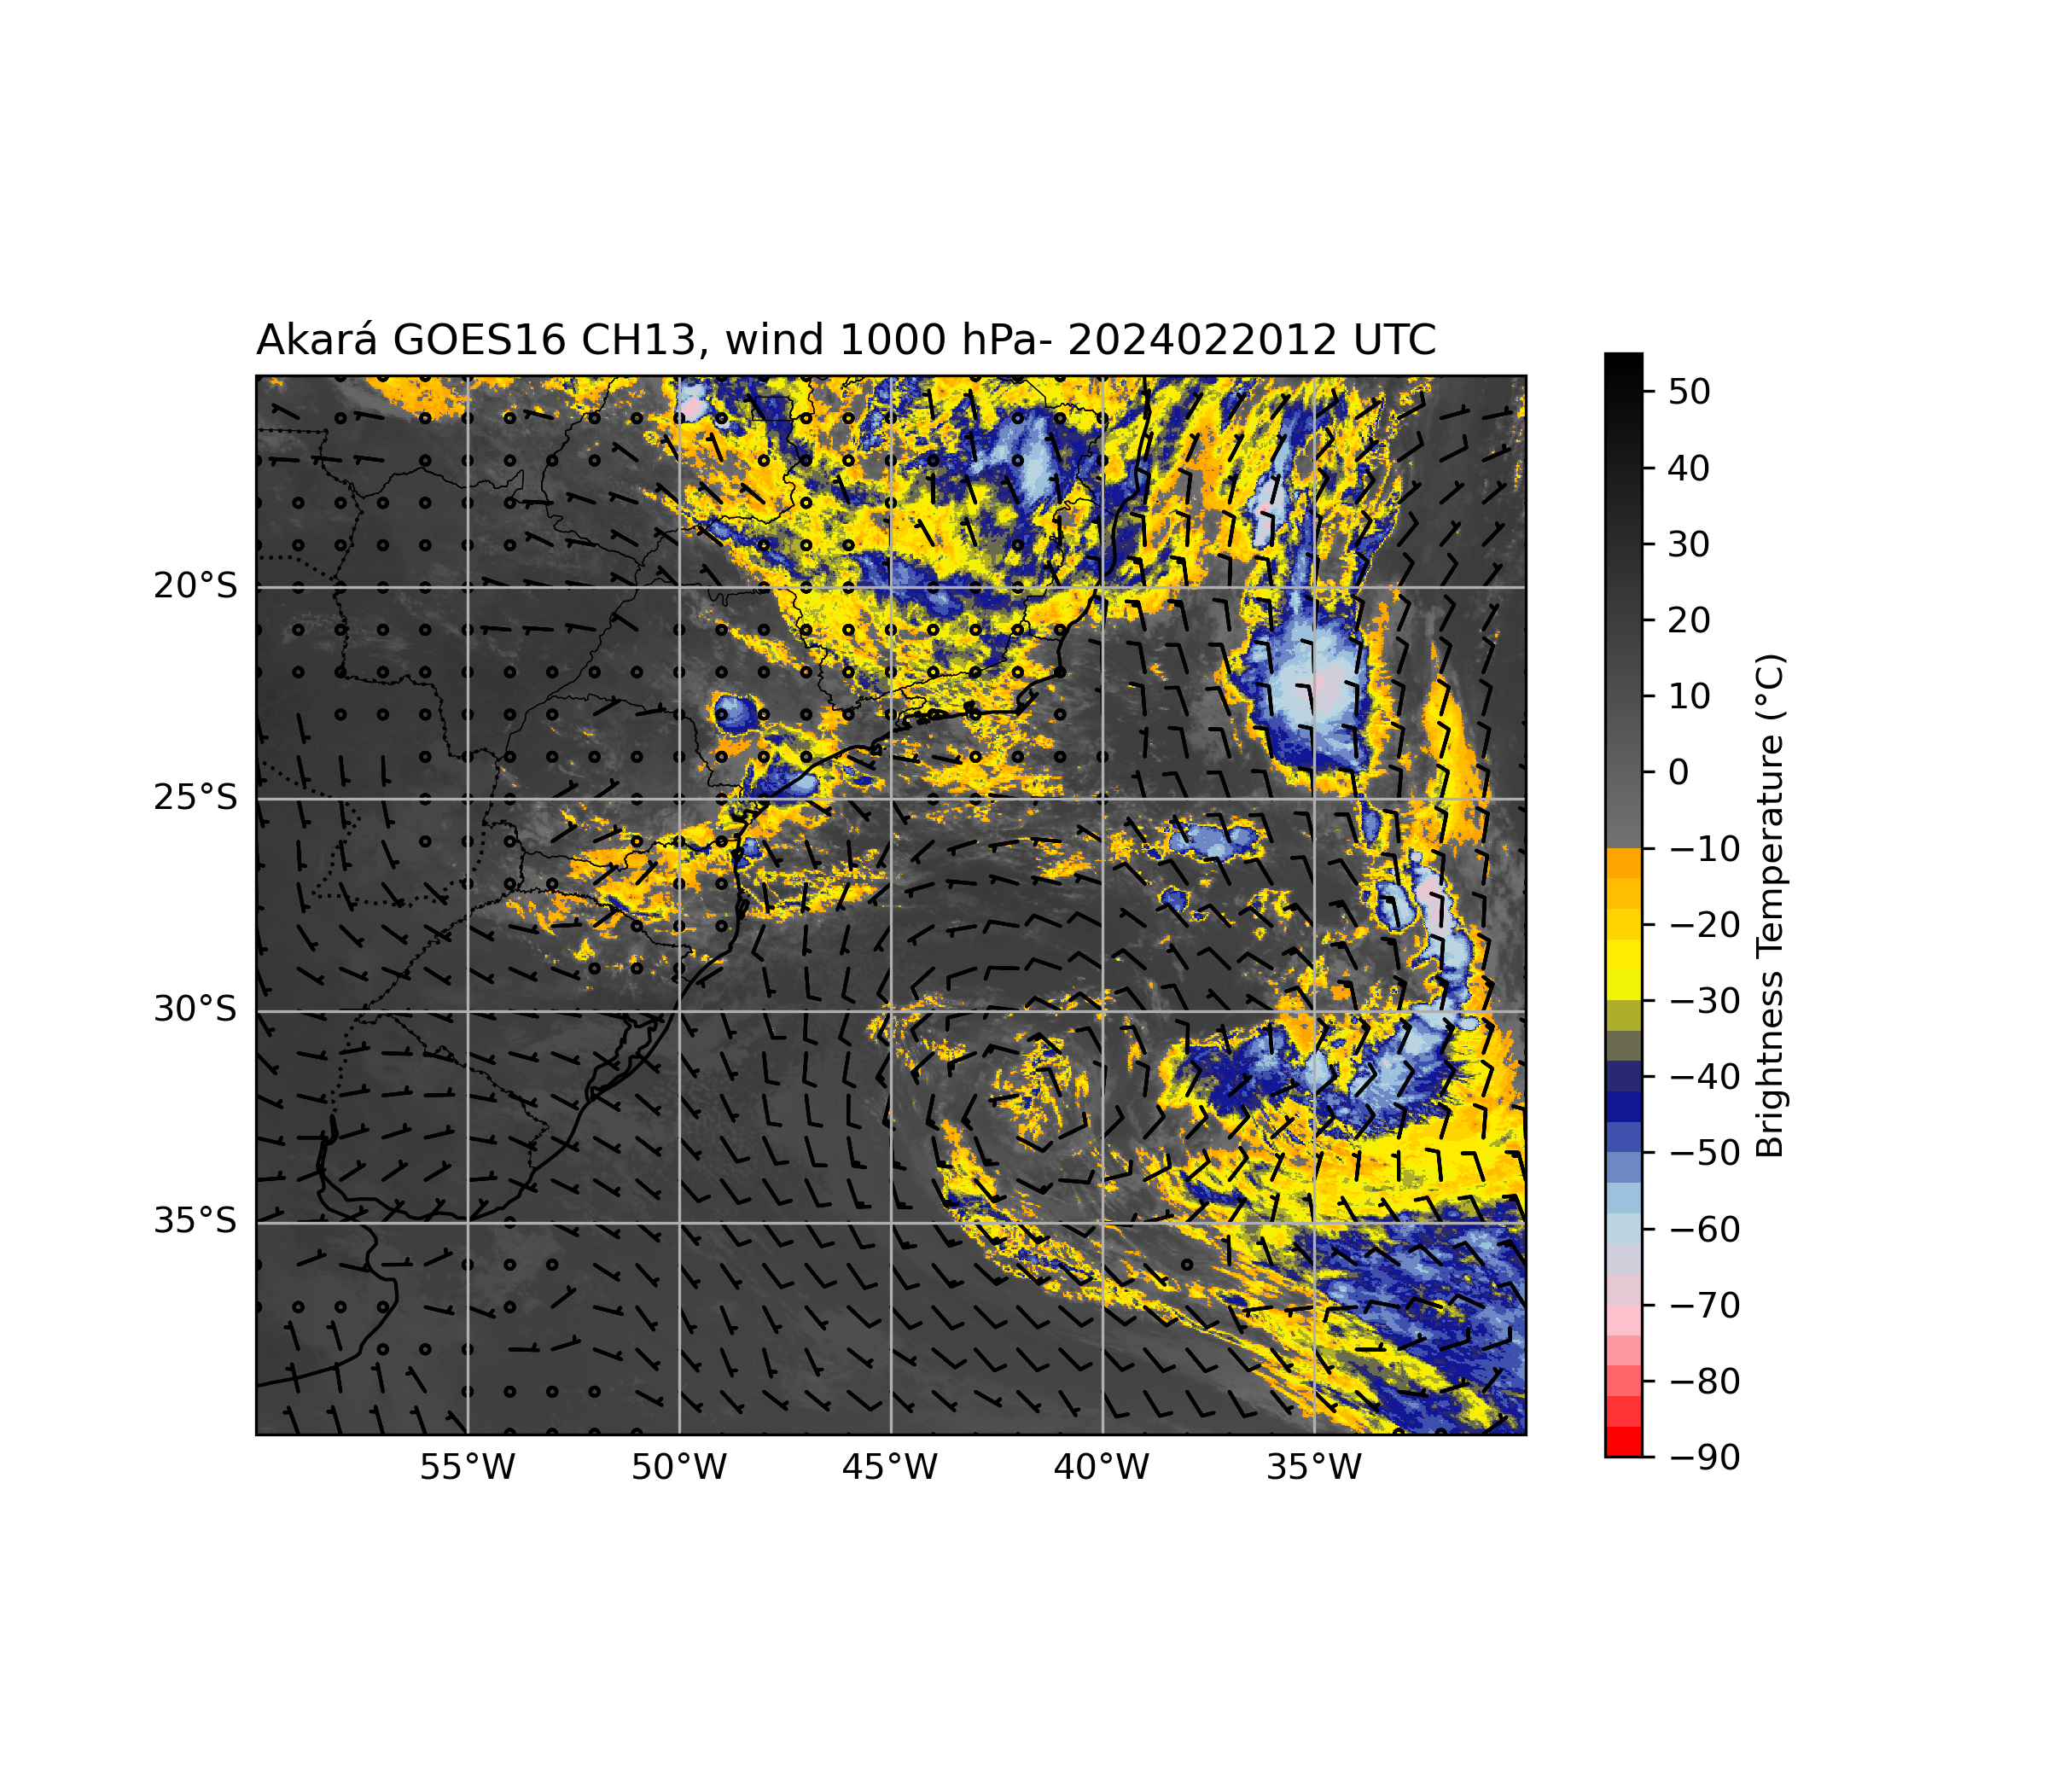 Akará GOES16 CH13, wind 1000 hPa- 2024022012 UTC
20°S
25°S
30°S
35°S
55°W
50°W
45°W
40°W
35°W
50
40
30
20
10
0
−10
−20
−30
−40
−50
−60
−70
−80
−90
Brightness Temperature (°C)